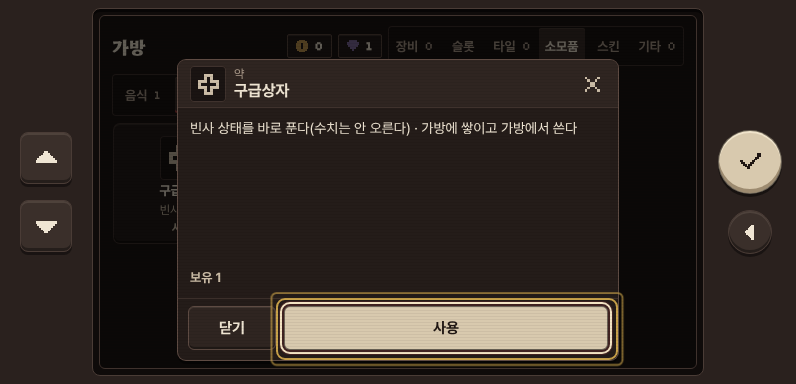 가방
0
1
장비 0
슬롯
타일 0
소모품
스킨
기타 0
음식 1
약
구급상자
빈사 상태를 바로 푼다(수치는 안 오른다) · 가방에 쌓이고 가방에서 쓴다
구급
빈사
보유 1
닫기
사용